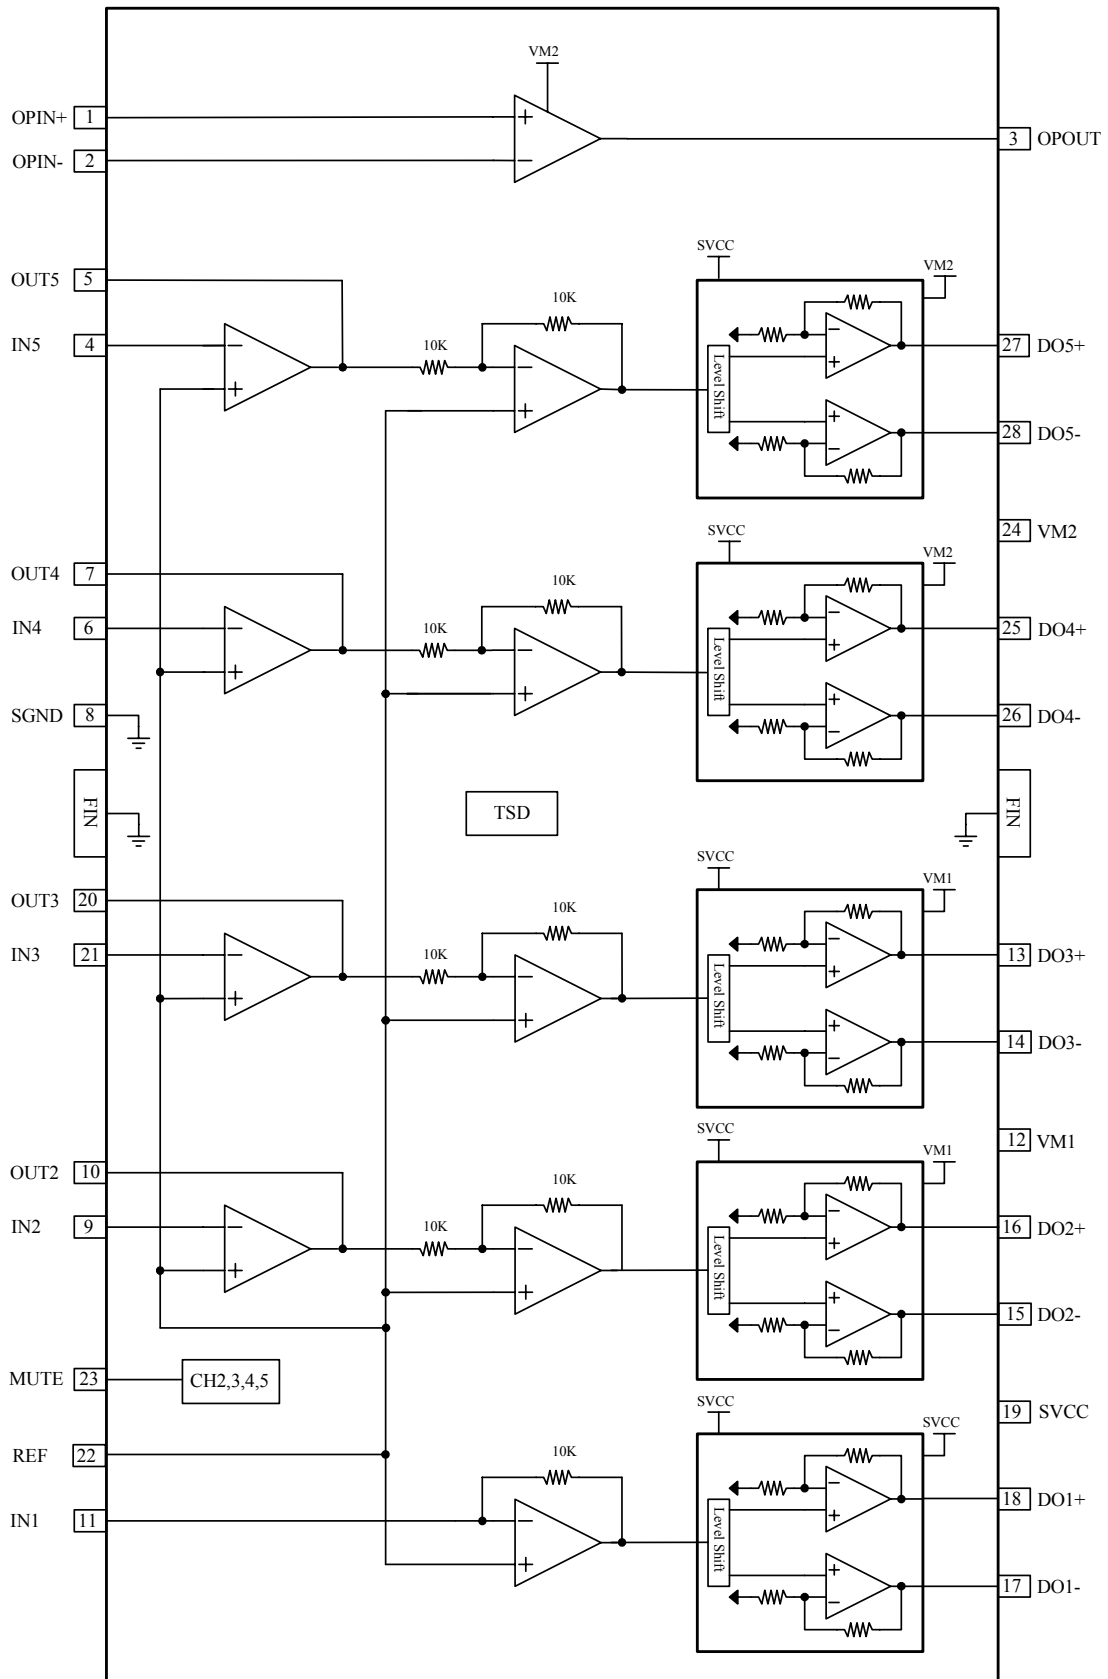 VM2
OPIN+ 1
OPIN- 2
+
−
3 OPOUT
SVCC
VM2
OUT5 5
10K
IN5 4
10K
−
+
−
+
Level Shift
−
+
+
−
27 DO5+
28 DO5-
24 VM2
SVCC
VM2
OUT4 7
10K
IN4 6
10K
−
+
−
+
Level Shift
−
+
+
−
25 DO4+
26 DO4-
SGND 8
FIN
TSD
FIN
SVCC
VM1
OUT3 20
10K
IN3 21
10K
−
+
−
+
Level Shift
−
+
+
−
13 DO3+
14 DO3-
12 VM1
SVCC
VM1
OUT2 10
10K
IN2 9
10K
−
+
−
+
Level Shift
−
+
+
−
16 DO2+
15 DO2-
MUTE 23
CH2,3,4,5
19 SVCC
SVCC
SVCC
REF 22
10K
IN1 11
−
+
Level Shift
−
+
+
−
18 DO1+
17 DO1-